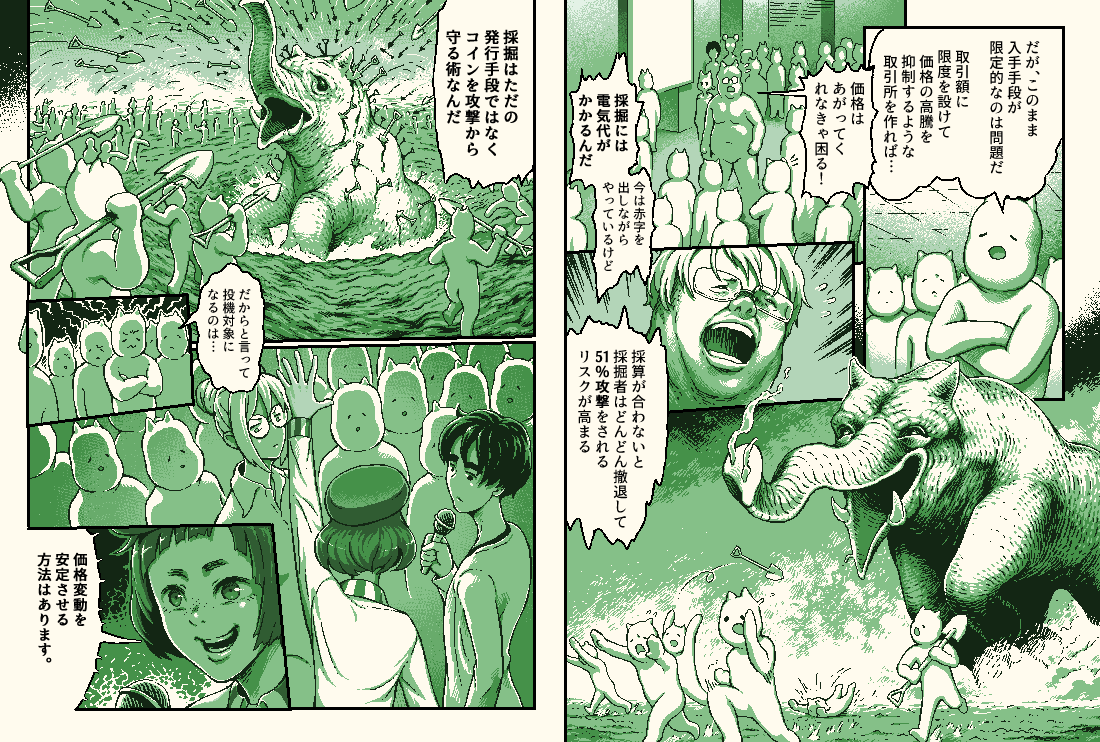 だが、このまま
入手手段が
限定的なのは問題だ
取引額に
限度を設けて
価格の高騰を
抑制するような
取引所を作れば…
価格は
あがってく
れなきゃ困る！
採掘には
電気代が
かかるんだ
今は赤字を
出しながら
やっているけど
採算が合わないと
採掘者はどんどん撤退して
51%攻撃をされる
リスクが高まる
採掘はただの
発行手段ではなく
コインを攻撃から
守る術なんだ
だからと言って
投機対象に
なるのは…
価格変動を
安定させる
方法はあります。